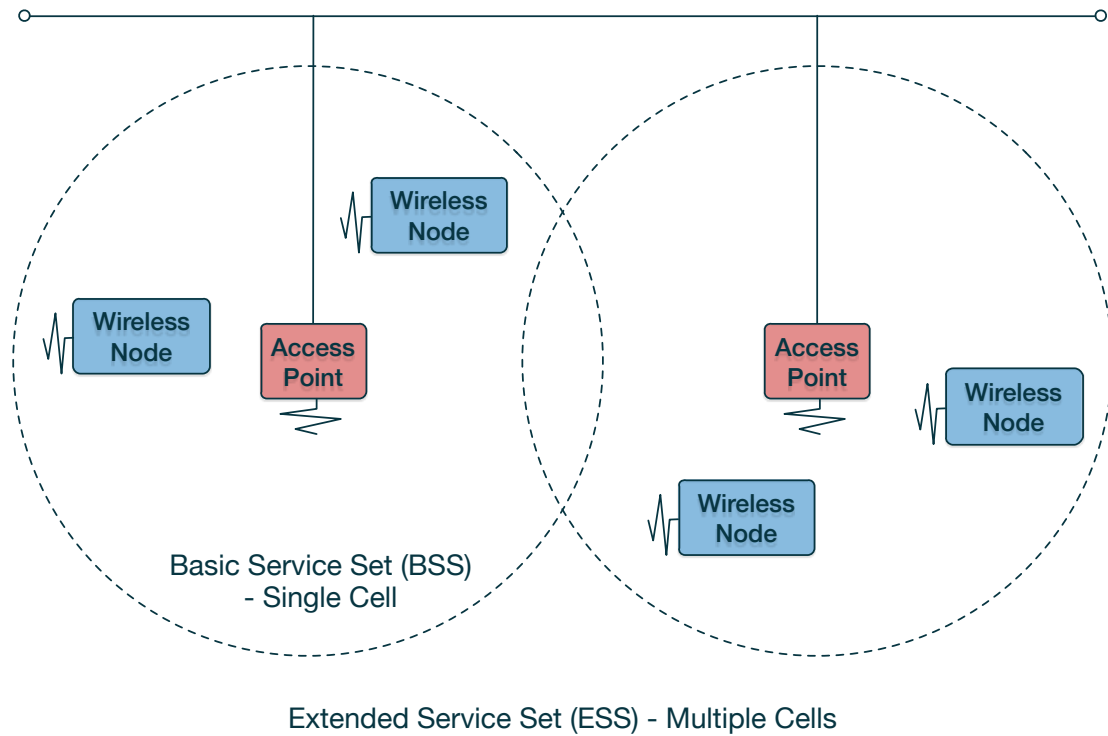 Wireless
Node
Wireless
Node
Access
Point
Access
Point
Wireless
Node
Wireless
Node
Basic Service Set (BSS)
- Single Cell
Extended Service Set (ESS) - Multiple Cells